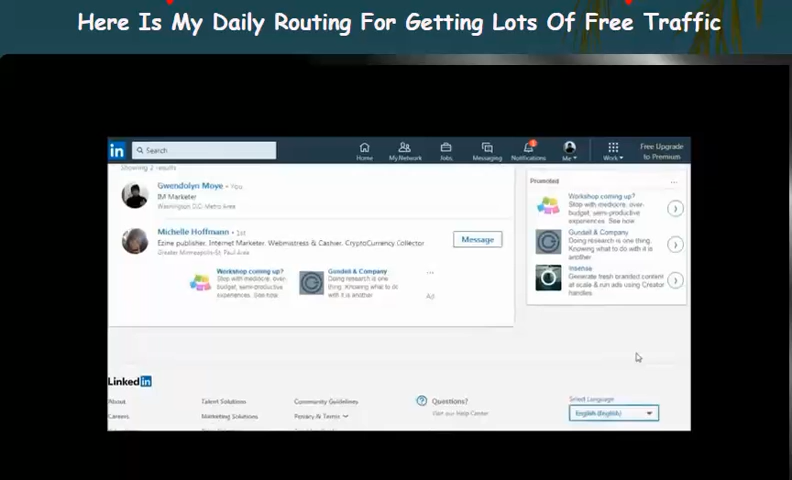 Here Is My Daily Routing For Getting Lots Of Free Traffic
in
Search
Home
My Network
Jobs
Messaging
Notifications
Me
Work
Free Upgrade
to Premium
Showing 2 results
Gwendolyn Moye • You
IM Marketer
Washington D.C. Metro Area
Michelle Hoffmann • 1st
Ezine publisher, Internet Marketer, Webmistress & Cashier, CryptoCurrency Collector
Greater Minneapolis-St. Paul Area
Message
Workshop coming up?
Stop with mediocre, over-
budget, semi-productive
experiences. See now
Gundell & Company
Doing research is one
thing. Knowing what to do
with it is another
...
Ad
Promoted
...
Workshop coming up?
Stop with mediocre, over-
budget, semi-productive
experiences. See now
Gundell & Company
Doing research is one thing.
Knowing what to do with it is
another
Generate fresh branded content
at scale & run ads using Creator
handles.
LinkedIn
About
Careers
Talent Solutions
Marketing Solutions
Community Guidelines
Privacy & Terms
Questions?
Visit our Help Center
Select Language
English (English)